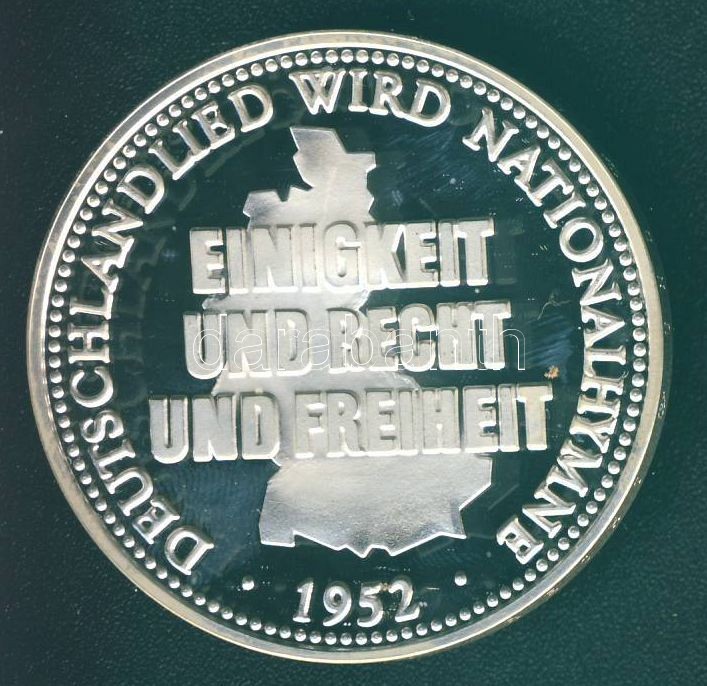 DEUTSCHLANDLIED WIRD NATIONALHYMNE
EINIGKEIT
UND RECHT
UND FREIHEIT
· 1952 ·